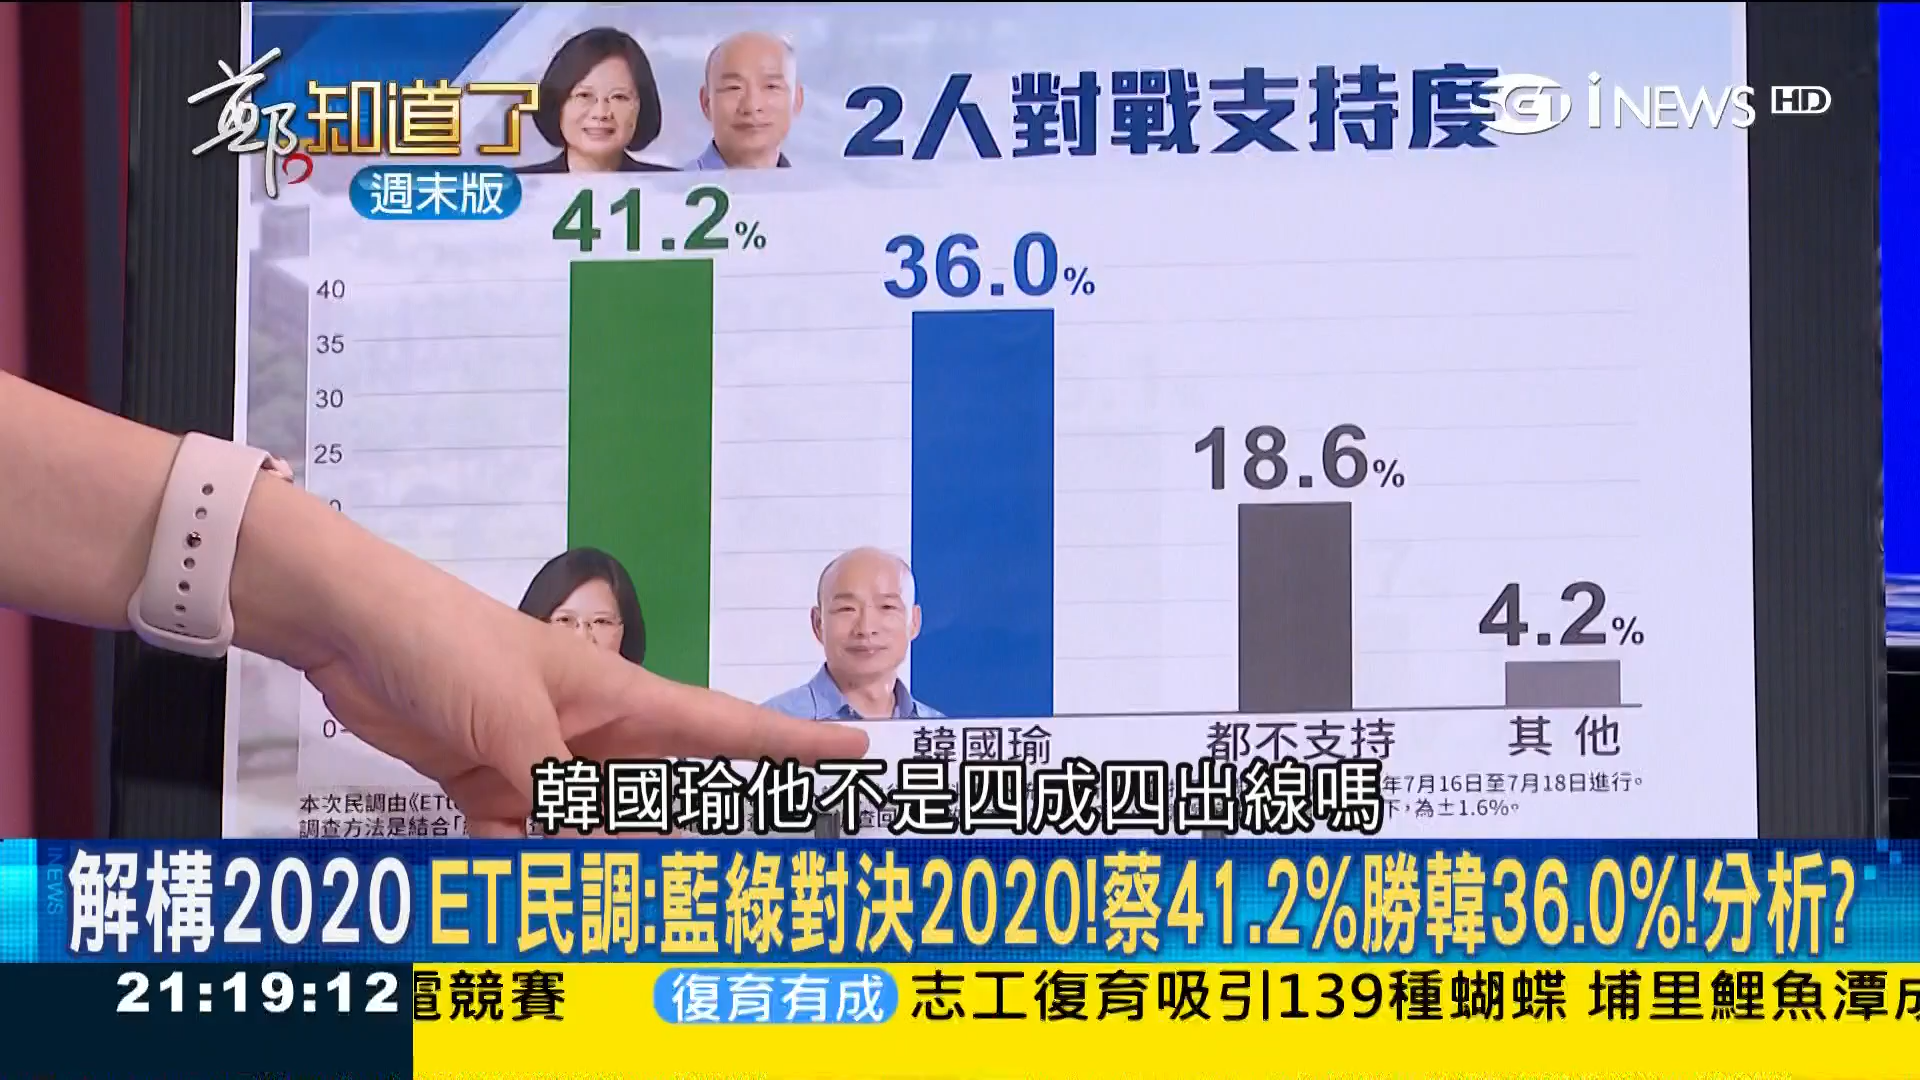 鄭知道了
週末版
2人對戰支持度
SET iNEWS HD
41.2%
36.0%
18.6%
4.2%
40
35
30
25
0
韓國瑜
都不支持
其他
本次民調由《ETt
年7月16日至7月18日進行。
調查方法是結合「
下，為±1.6%。
韓國瑜他不是四成四出線嗎
iNEWS
解構2020
ET民調:藍綠對決2020!蔡41.2%勝韓36.0%!分析?
21:19:12
電競賽 復育有成 志工復育吸引139種蝴蝶 埔里鯉魚潭成